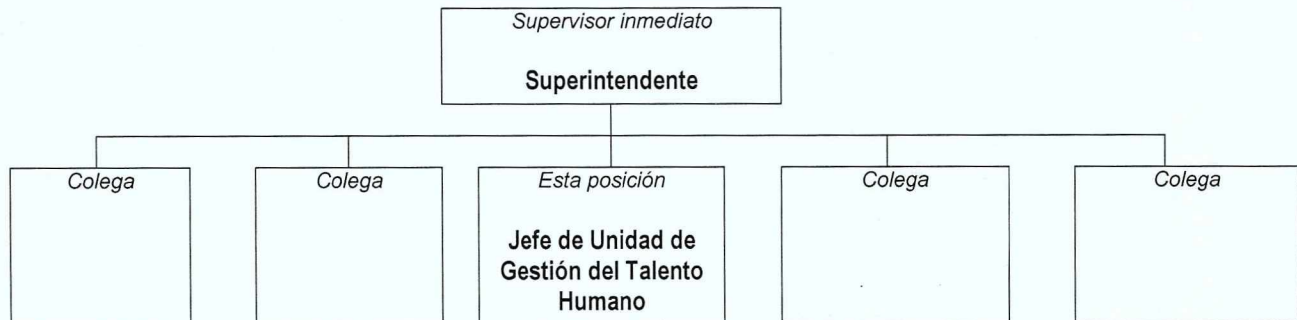 Supervisor inmediato
Superintendente
Colega
Colega
Esta posición
Jefe de Unidad de
Gestión del Talento
Humano
Colega
Colega